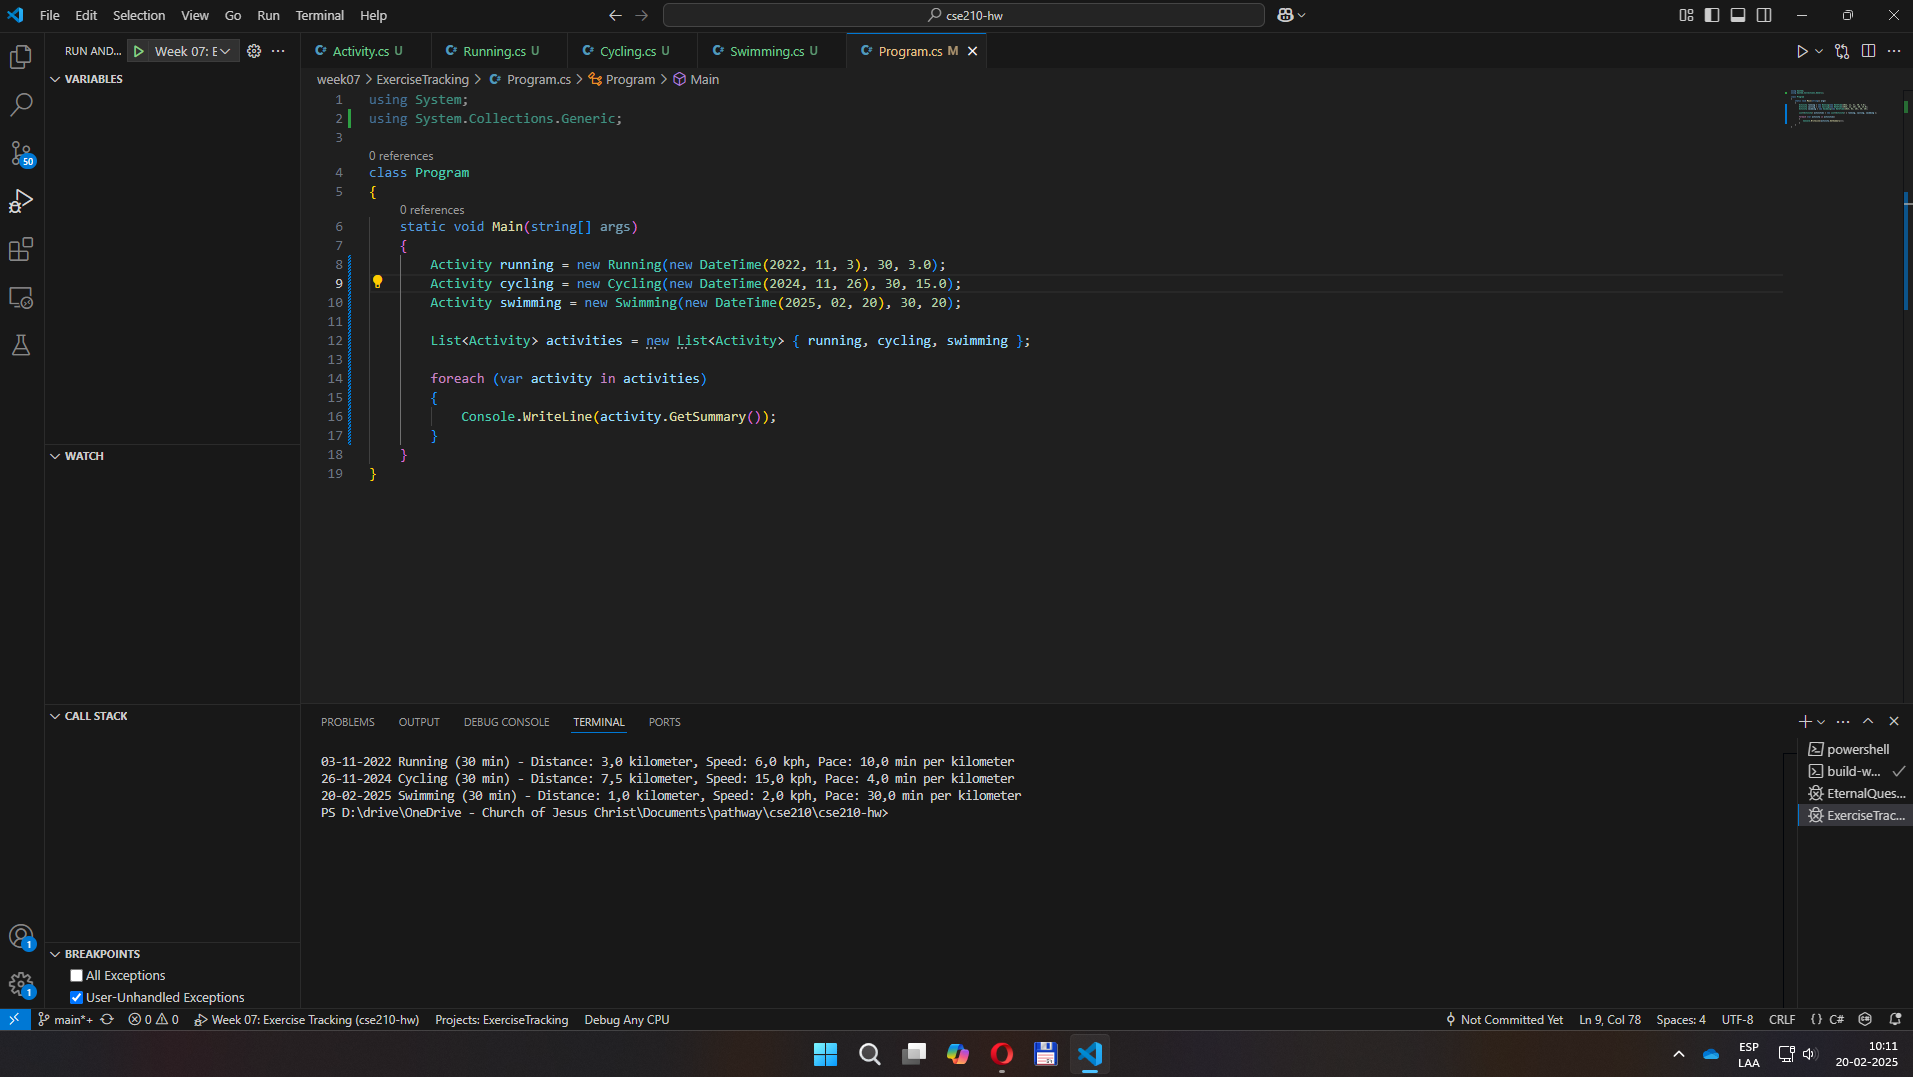 File Edit Selection View Go Run Terminal Help
cse210-hw
RUN AND... Week 07: E
Activity.cs U Running.cs U Cycling.cs U Swimming.cs U Program.cs M
week07 > ExerciseTracking > Program.cs > Program > Main
VARIABLES
1 using System;
2 using System.Collections.Generic;
3
0 references
4 class Program
5 {
0 references
6 static void Main(string[] args)
7 {
8 Activity running = new Running(new DateTime(2022, 11, 3), 30, 3.0);
9 Activity cycling = new Cycling(new DateTime(2024, 11, 26), 30, 15.0);
10 Activity swimming = new Swimming(new DateTime(2025, 02, 20), 30, 20);
11
12 List<Activity> activities = new List<Activity> { running, cycling, swimming };
13
14 foreach (var activity in activities)
15 {
16 Console.WriteLine(activity.GetSummary());
17 }
18 }
19 }
50
WATCH
CALL STACK
BREAKPOINTS
All Exceptions
User-Unhandled Exceptions
1
1
PROBLEMS OUTPUT DEBUG CONSOLE TERMINAL PORTS
03-11-2022 Running (30 min) - Distance: 3,0 kilometer, Speed: 6,0 kph, Pace: 10,0 min per kilometer
26-11-2024 Cycling (30 min) - Distance: 7,5 kilometer, Speed: 15,0 kph, Pace: 4,0 min per kilometer
20-02-2025 Swimming (30 min) - Distance: 1,0 kilometer, Speed: 2,0 kph, Pace: 30,0 min per kilometer
PS D:\drive\OneDrive - Church of Jesus Christ\Documents\pathway\cse210\cse210-hw>
powershell
build-w...
EternalQues...
ExerciseTrac...
main*+ 0 0 Week 07: Exercise Tracking (cse210-hw) Projects: ExerciseTracking Debug Any CPU
Not Committed Yet Ln 9, Col 78 Spaces: 4 UTF-8 CRLF {} C#
ESP
LAA
10:11
20-02-2025